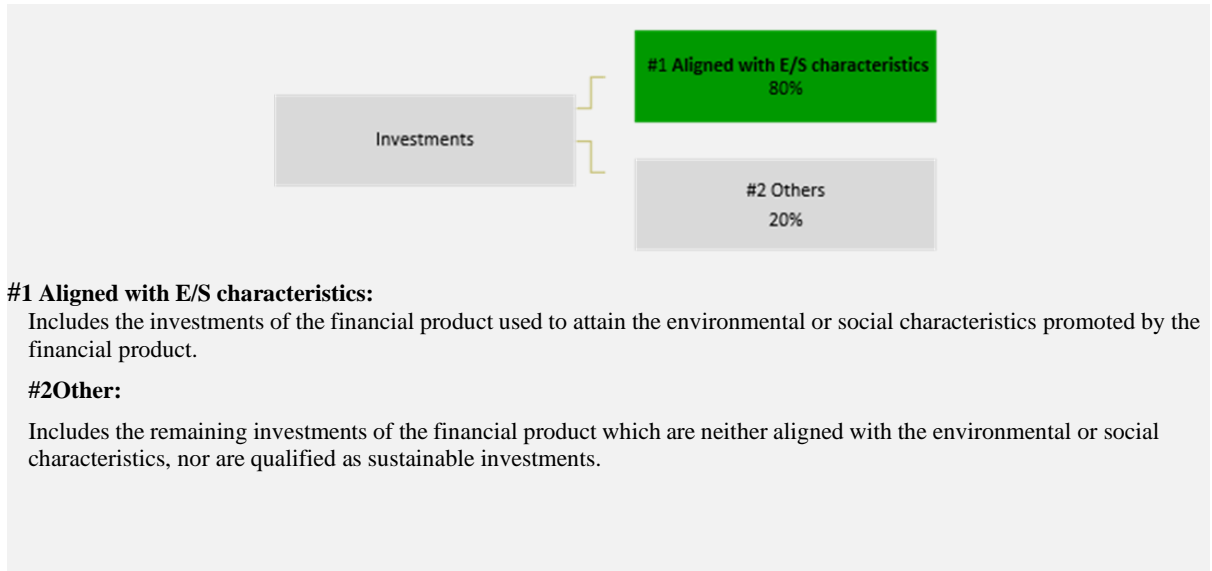 #1 Aligned with E/S characteristics
80%
Investments
#2 Others
20%
#1 Aligned with E/S characteristics:
Includes the investments of the financial product used to attain the environmental or social characteristics promoted by the
financial product.
#2Other:
Includes the remaining investments of the financial product which are neither aligned with the environmental or social
characteristics, nor are qualified as sustainable investments.